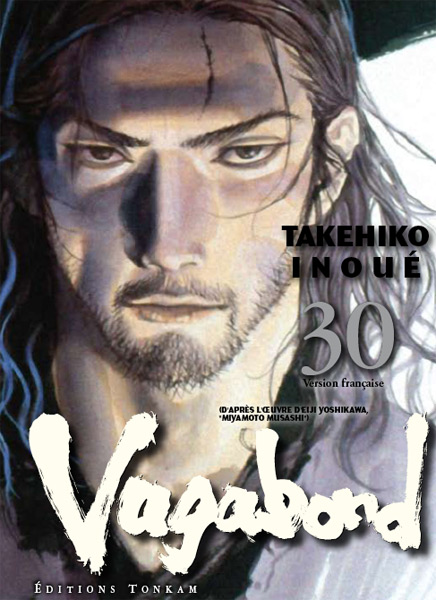 TAKEHIKO
INOUÉ
30
Version française
(D'APRÈS L'ŒUVRE D'EIJI YOSHIKAWA,
"MIYAMOTO MUSASHI")
Vagabond
ÉDITIONS TONKAM